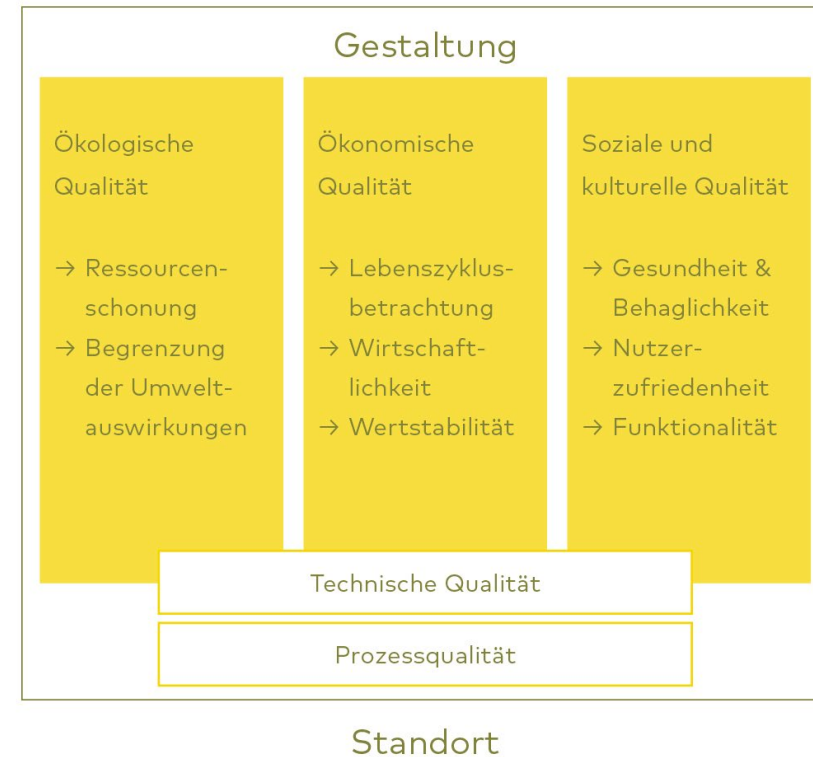 Gestaltung
Ökologische
Qualität
→ Ressourcen-
schonung
→ Begrenzung
der Umwelt-
auswirkungen
Ökonomische
Qualität
→ Lebenszyklus-
betrachtung
→ Wirtschaft-
lichkeit
→ Wertstabilität
Soziale und
kulturelle Qualität
→ Gesundheit &
Behaglichkeit
→ Nutzer-
zufriedenheit
→ Funktionalität
Technische Qualität
Prozessqualität
Standort